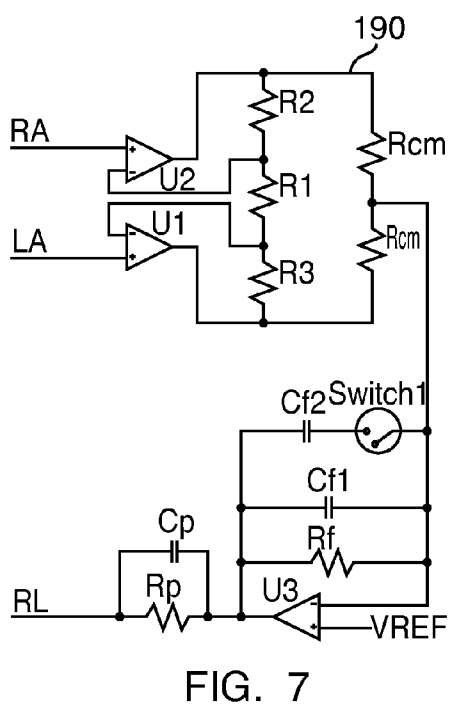 190
R2
RA
Rcm
U2
R1
U1
Rcm
LA
R3
Switch1
Cf2
Cf1
Cp
Rf
Rp
U3
RL
VREF
FIG. 7